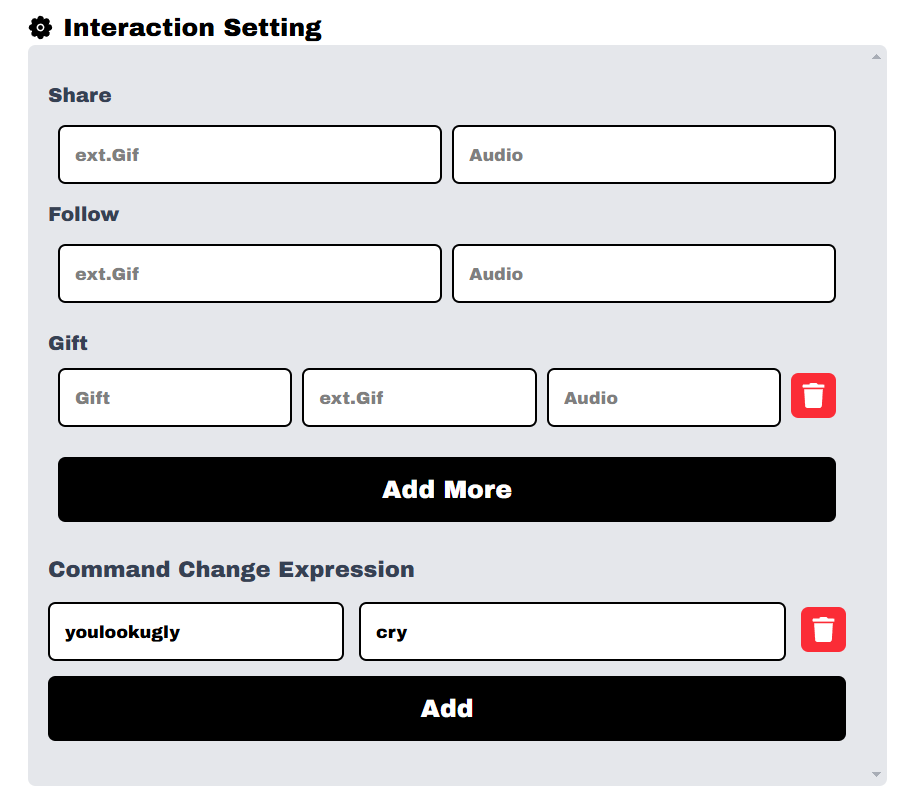 Interaction Setting
Share
ext.Gif Audio
Follow
ext.Gif Audio
Gift
Gift ext.Gif Audio
Add More
Command Change Expression
youlookugly cry
Add